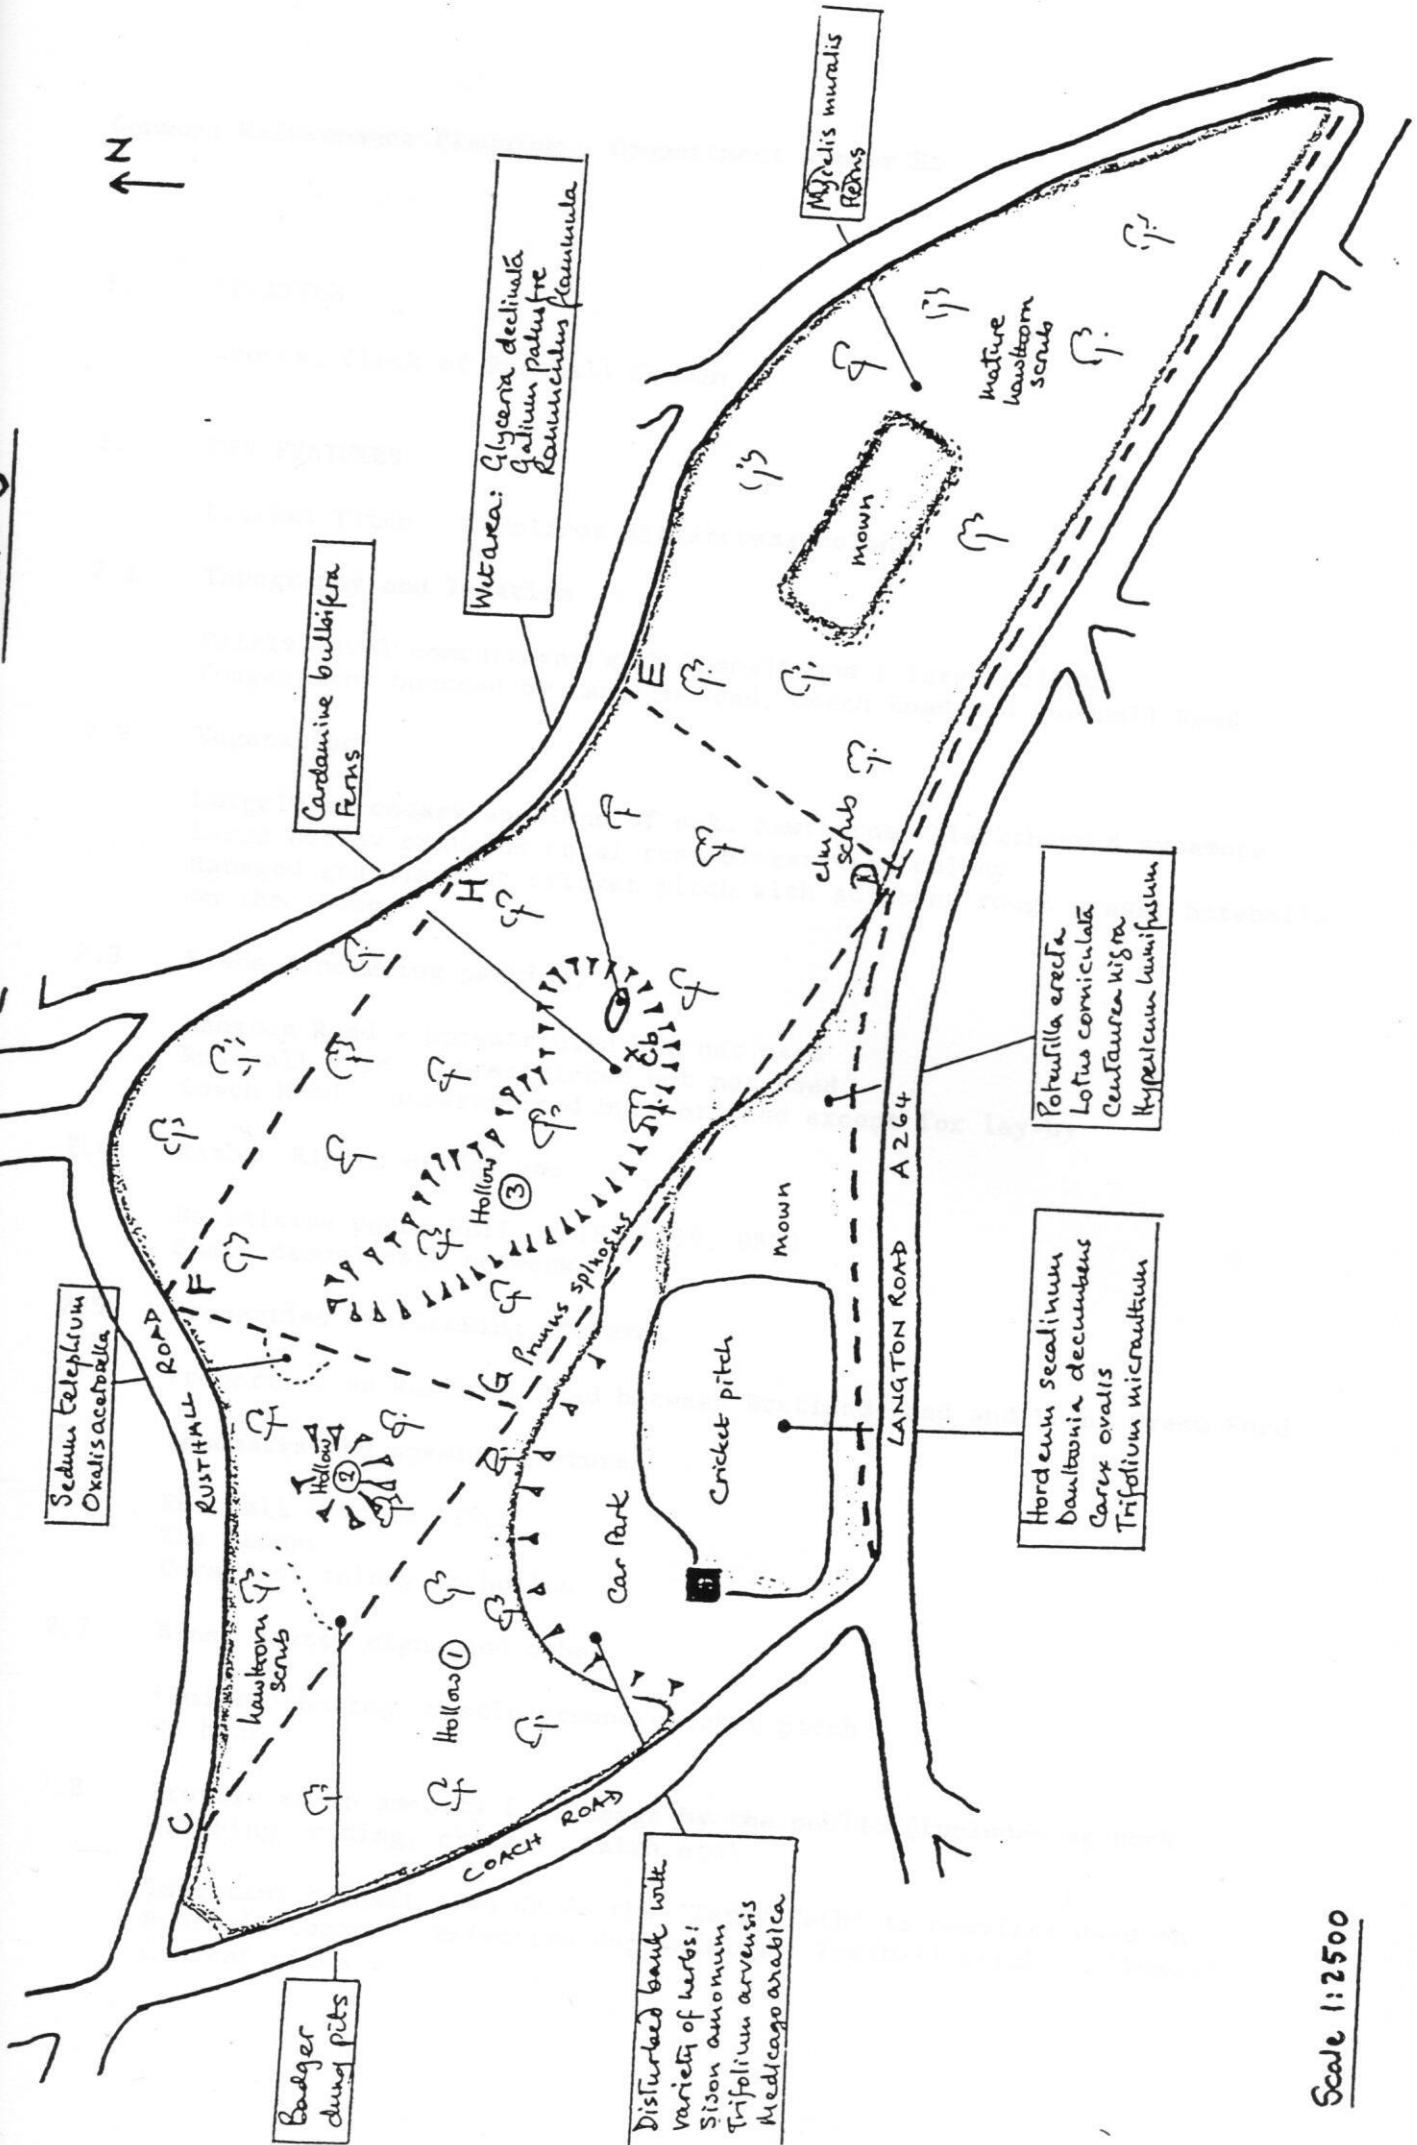 N
Badger
dung pits
Sedum telephium
Oxalis acetosella
Cardamine bulbifera
Ferns
Wet area: Glyceria declinata
Galium palustre
Ranunculus flammula
Mycelis muralis
Ferns
C
RUSTHALL ROAD
F
H
E
hawthorn
scrub
Hollow
2
Hollow
3
Hollow 1
G
Prunus spinosus
x Cb
elm
scrub
D
mown
mature
hawthorn
scrub
COACH ROAD
Car Park
Cricket pitch
mown
LANGTON ROAD A264
Disturbed bank with
variety of herbs:
Sison amomum
Trifolium arvensis
Medicago arabica
Hordeum secalinum
Danthonia decumbens
Carex ovalis
Trifolium micranthum
Potentilla erecta
Lotus corniculata
Centaurea nigra
Hypericum humifusum
Scale 1:2500